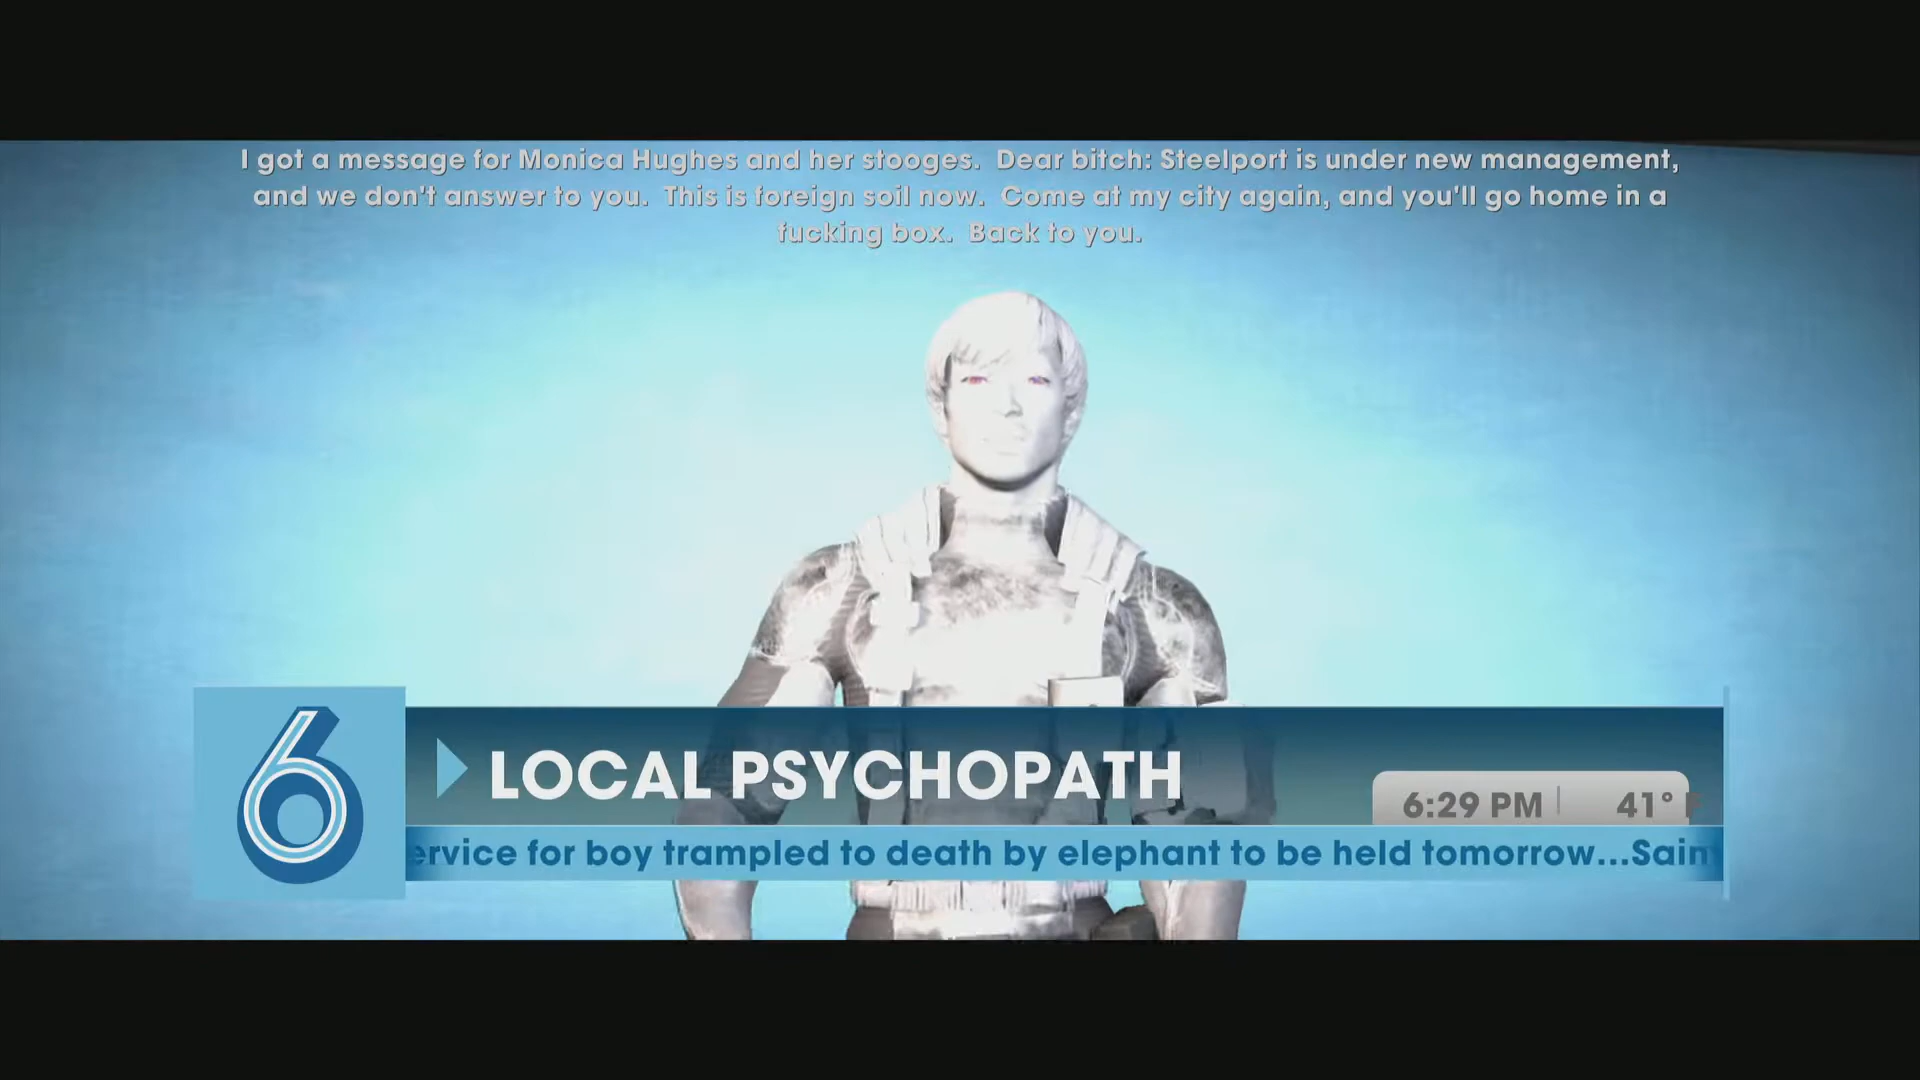 I got a message for Monica Hughes and her stooges. Dear bitch: Steelport is under new management,
and we don't answer to you. This is foreign soil now. Come at my city again, and you'll go home in a
fucking box. Back to you.
6
LOCAL PSYCHOPATH
6:29 PM 41° F
ervice for boy trampled to death by elephant to be held tomorrow...Sain